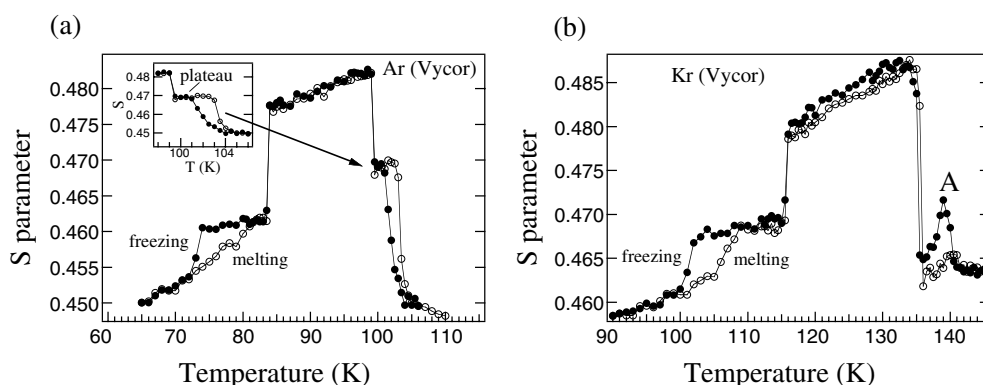 (a)
Ar (Vycor)
plateau
S
0.48
0.47
0.46
0.45
100
104
T (K)
freezing
melting
S parameter
0.480
0.475
0.470
0.465
0.460
0.455
0.450
60
70
80
90
100
110
Temperature (K)
(b)
Kr (Vycor)
A
freezing
melting
S parameter
0.485
0.480
0.475
0.470
0.465
0.460
90
100
110
120
130
140
Temperature (K)